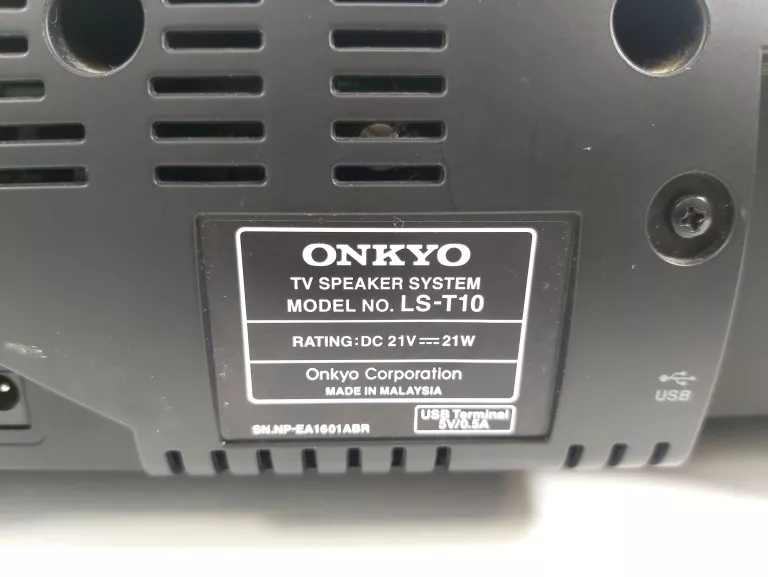 ONKYO
TV SPEAKER SYSTEM
MODEL NO. LS-T10
RATING:DC 21V⎓21W
Onkyo Corporation
MADE IN MALAYSIA
SN.NP-EA1601ABR
USB Terminal
5V/0.5A
USB